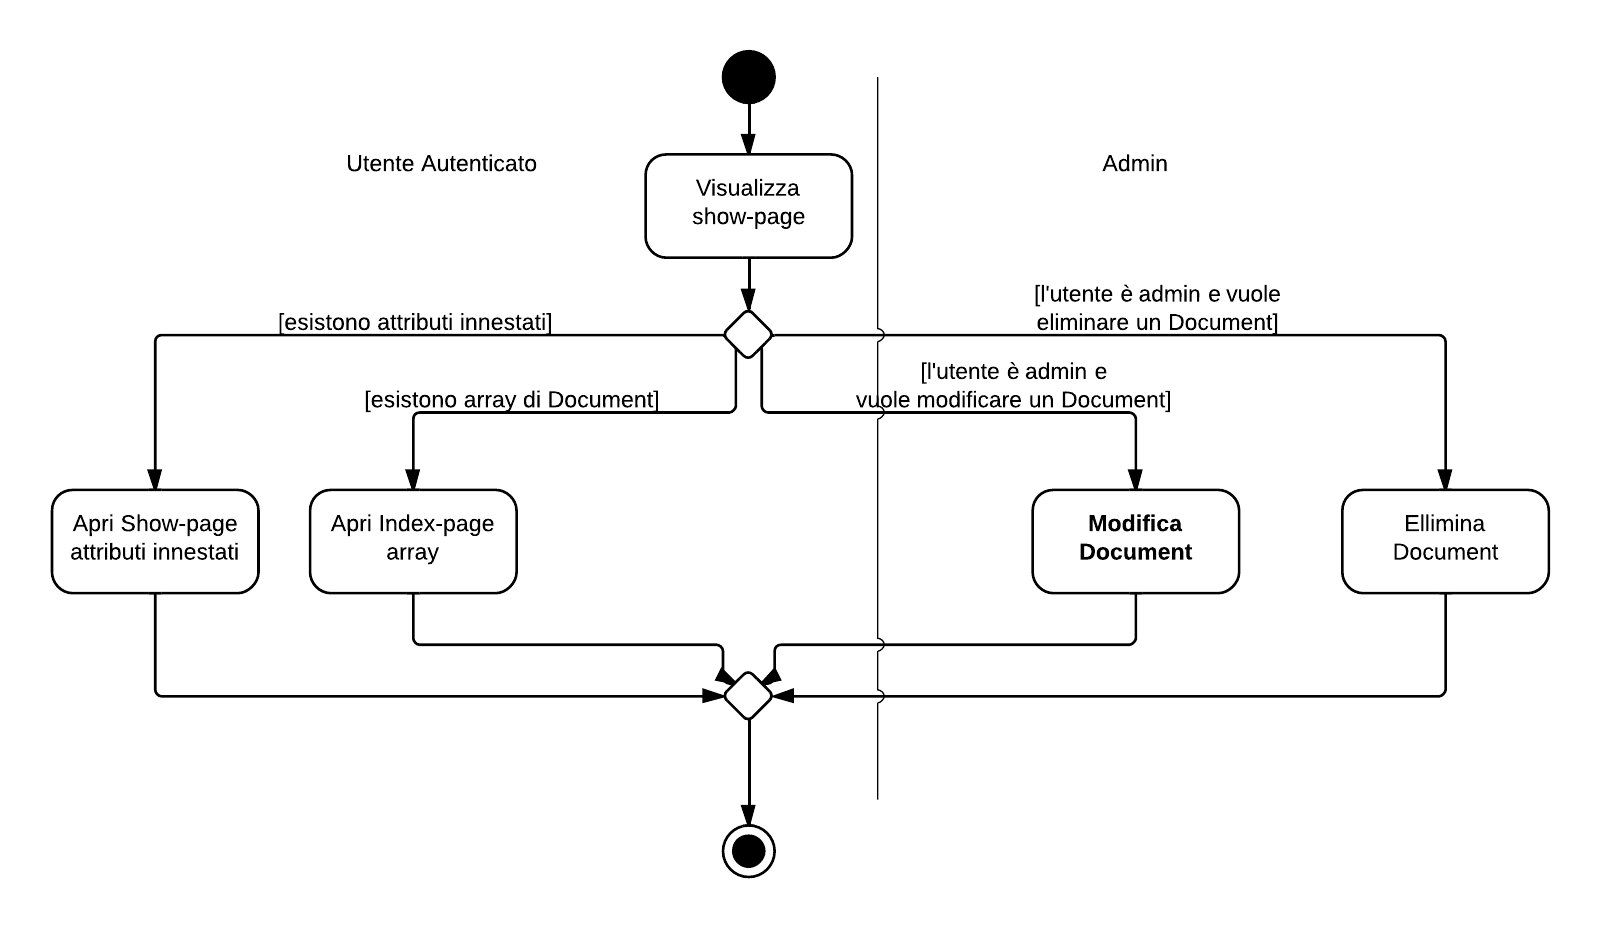 Utente Autenticato
Admin
Visualizza
show-page
[l'utente è admin e vuole
eliminare un Document]
[esistono attributi innestati]
[l'utente è admin e
vuole modificare un Document]
[esistono array di Document]
Apri Show-page
attributi innestati
Apri Index-page
array
Modifica
Document
Ellimina
Document